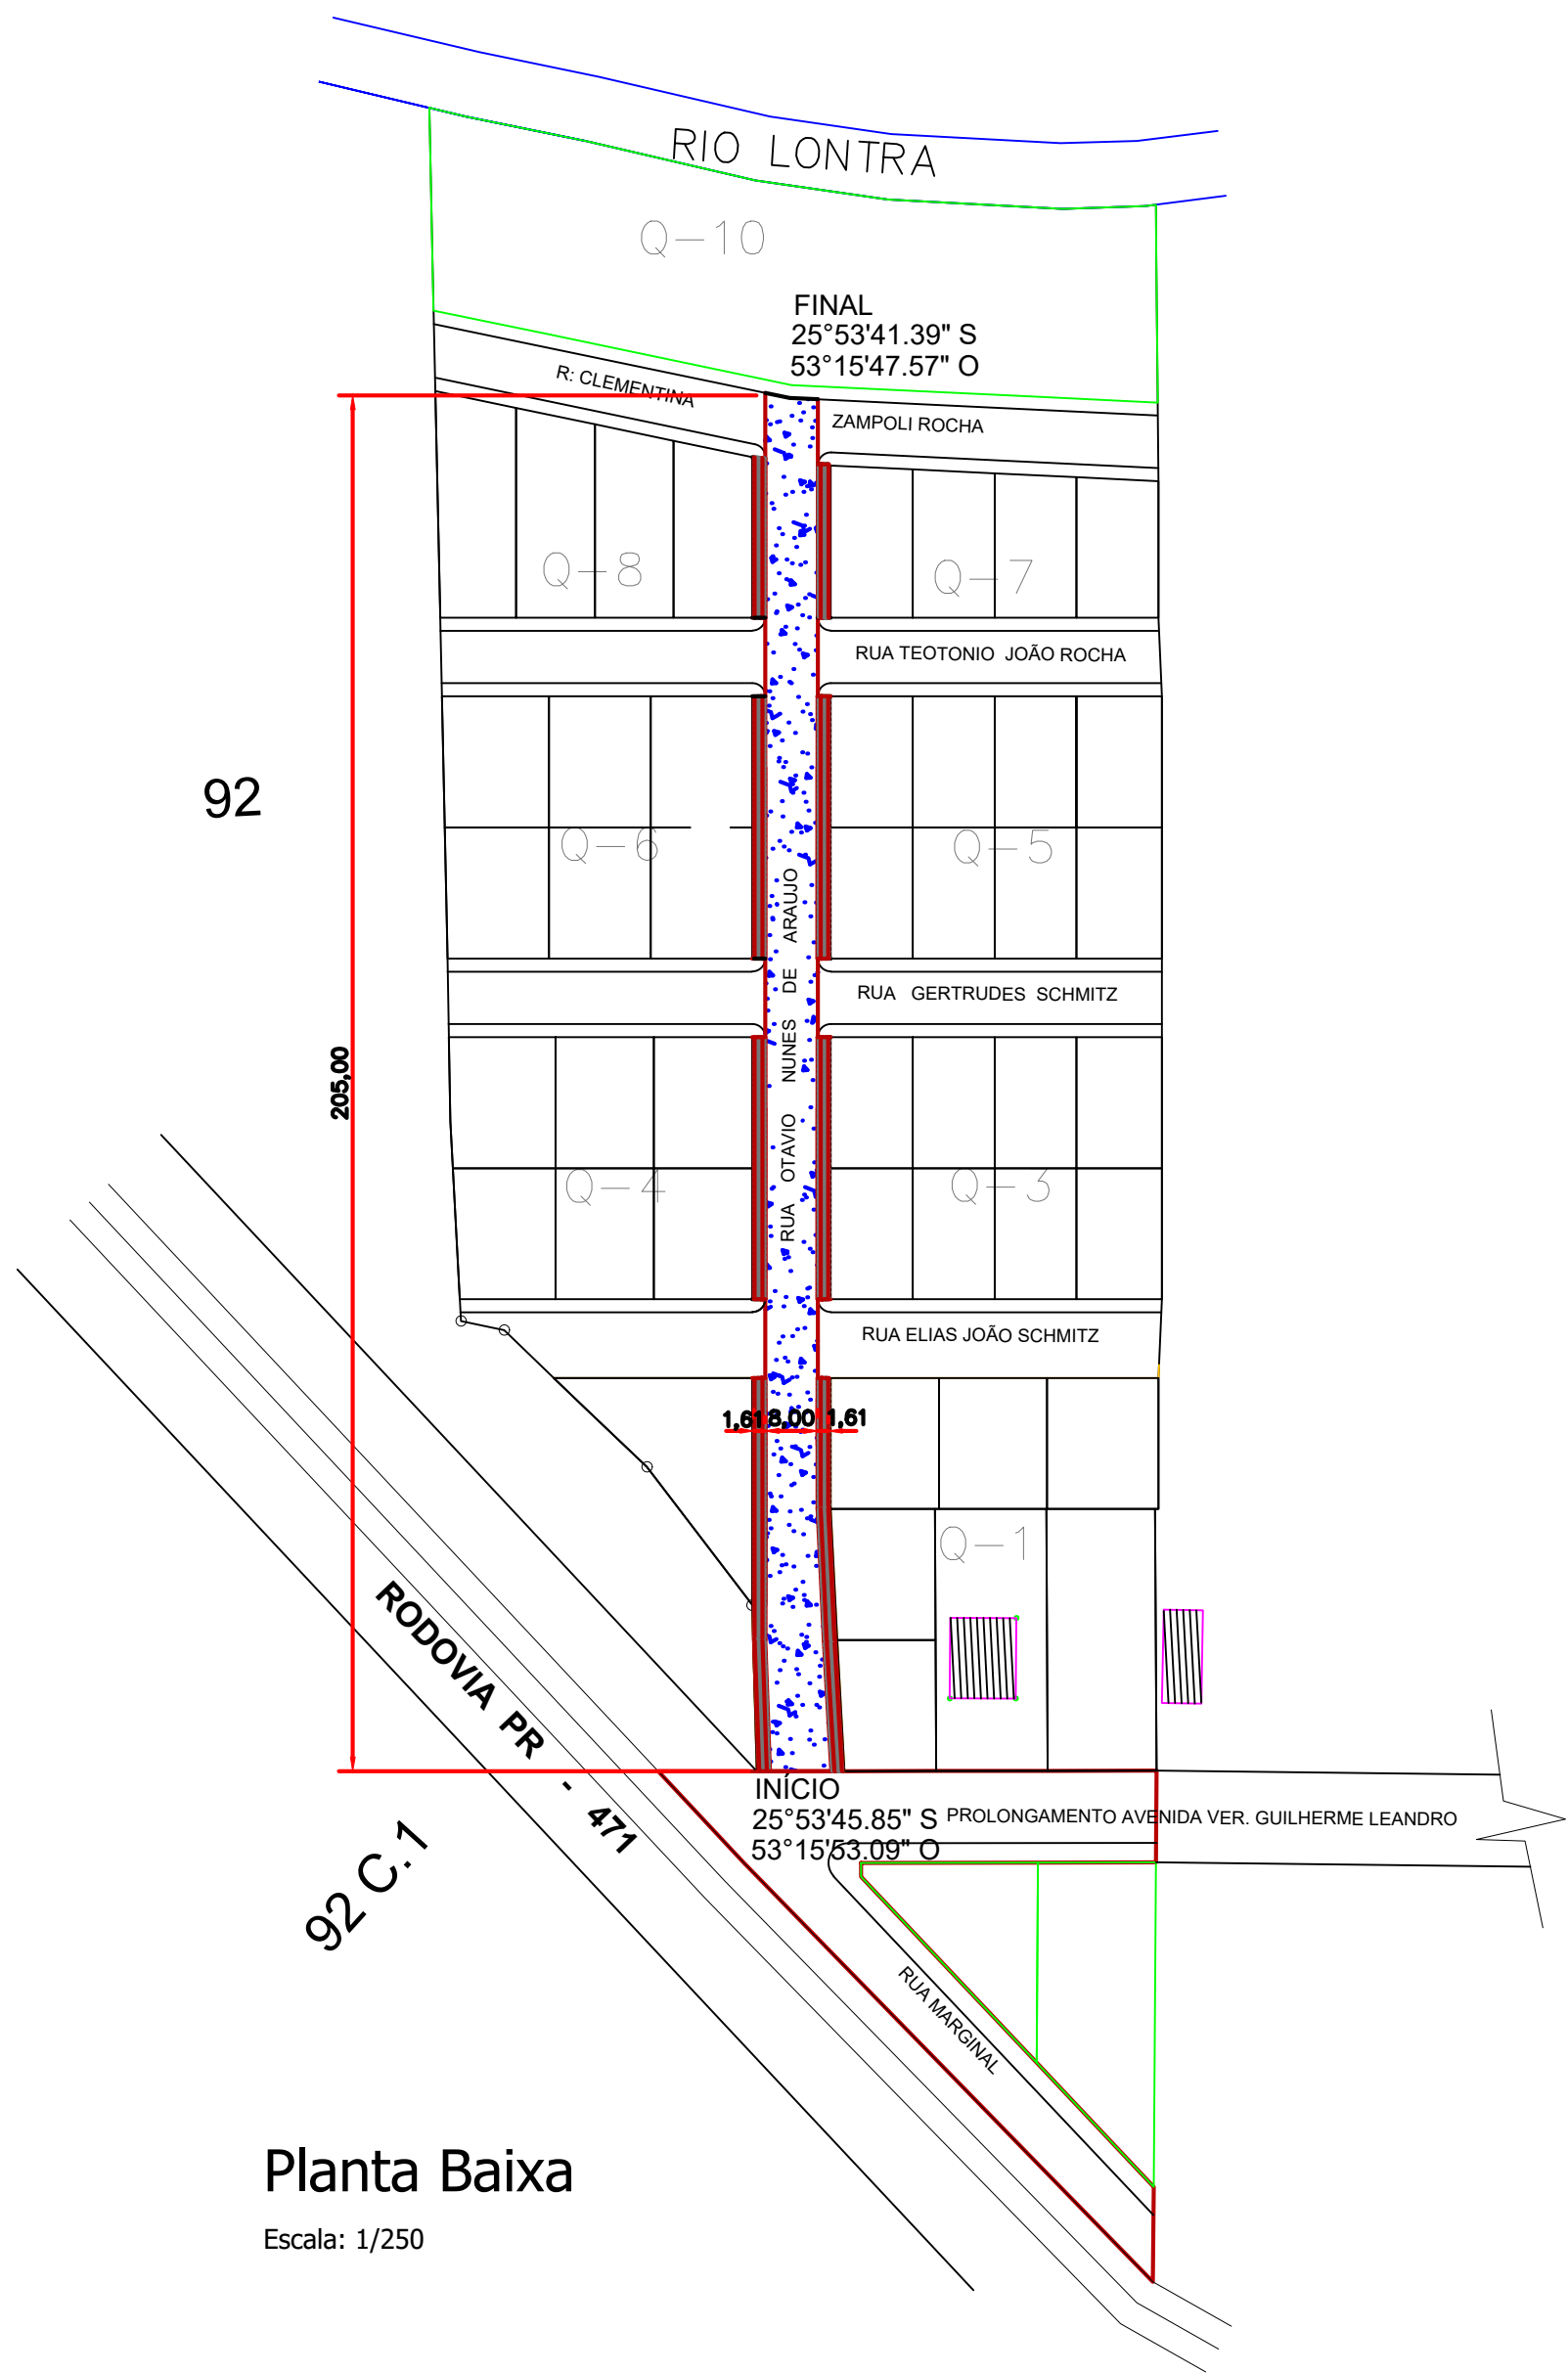 RIO LONTRA
Q-10
FINAL
25°53'41.39" S
53°15'47.57" O
R: CLEMENTINA
ZAMPOLI ROCHA
Q-8
Q-7
RUA TEOTONIO JOÃO ROCHA
92
Q-6
Q-5
RUA OTAVIO NUNES DE ARAUJO
RUA GERTRUDES SCHMITZ
205,00
Q-4
Q-3
RUA ELIAS JOÃO SCHMITZ
1,61
8,00
1,61
Q-1
RODOVIA PR - 471
INÍCIO
25°53'45.85" S
53°15'53.09" O
PROLONGAMENTO AVENIDA VER. GUILHERME LEANDRO
92 C.1
RUA MARGINAL
Planta Baixa
Escala: 1/250